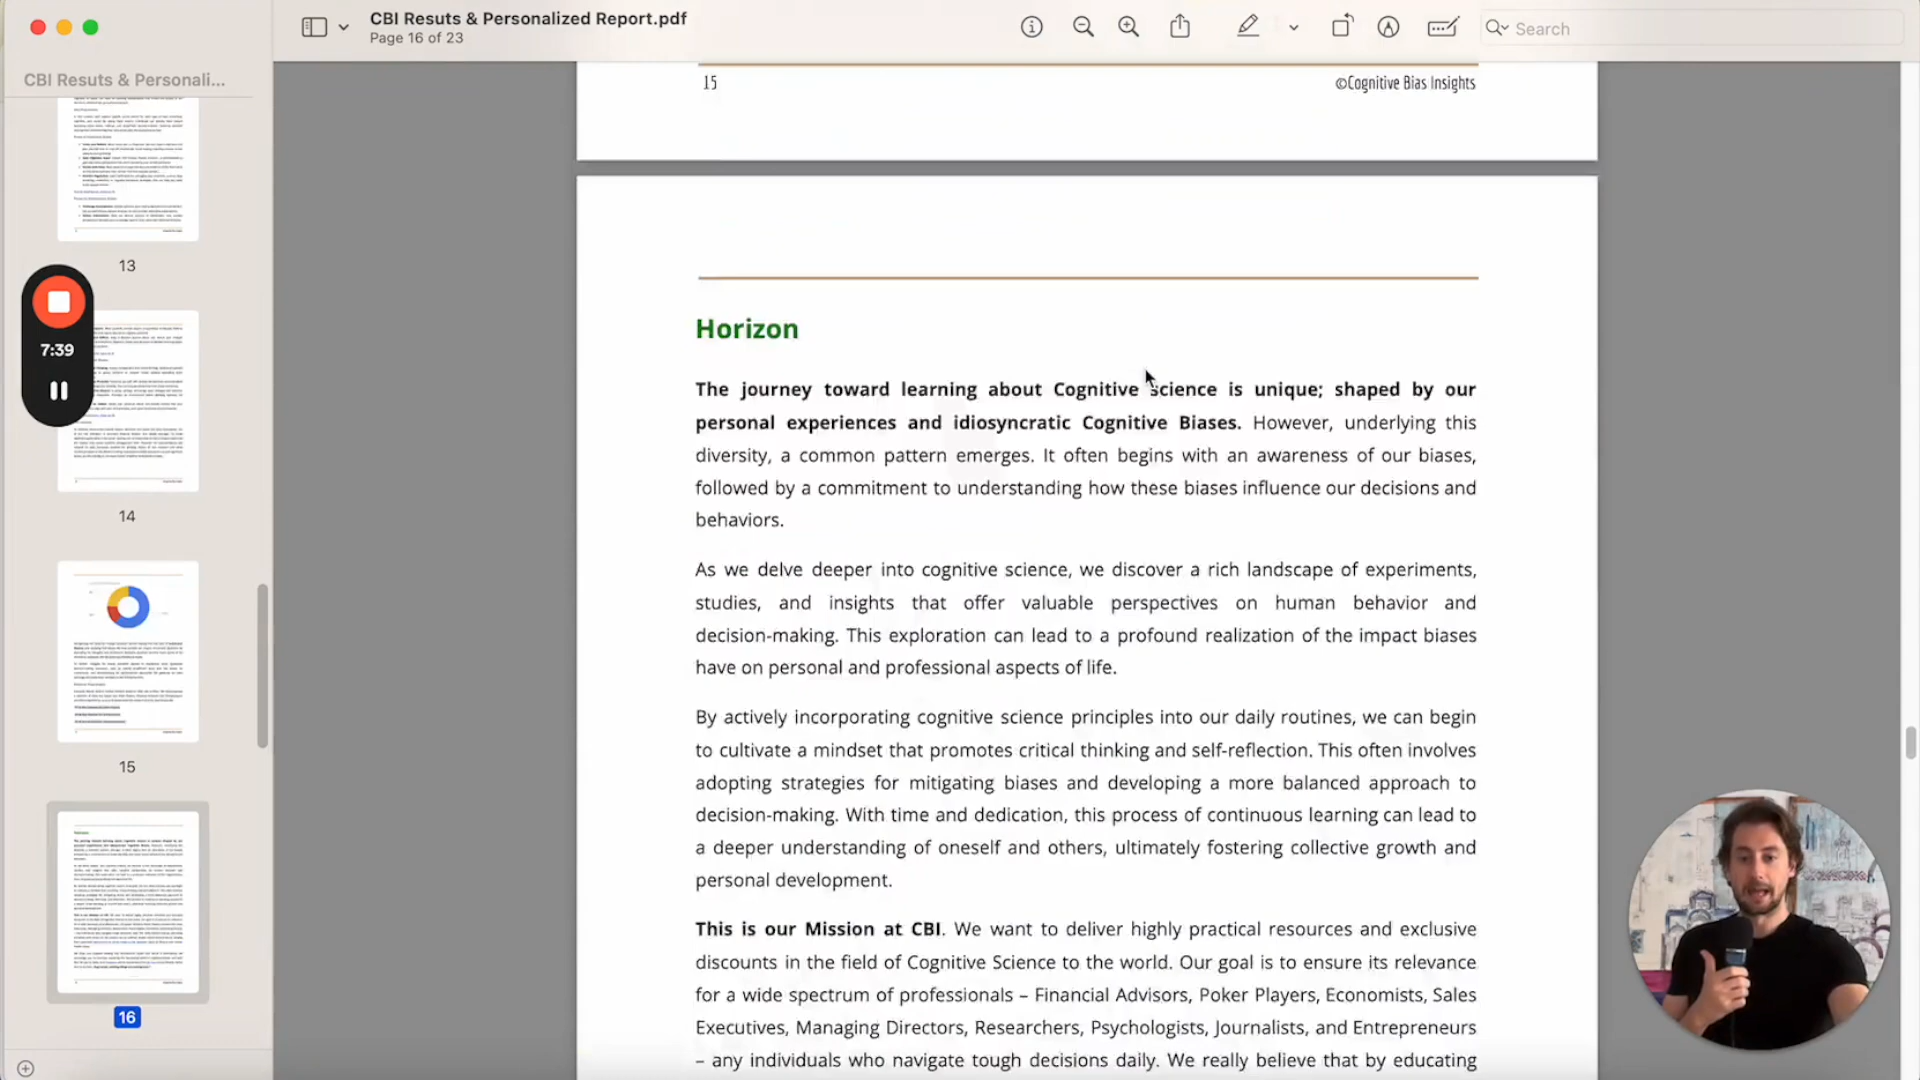 CBI Resuts & Personalized Report.pdf
Page 16 of 23
Search
CBI Resuts & Personali...
13
7:39
14
15
16
15
©Cognitive Bias Insights
Horizon
The journey toward learning about Cognitive science is unique; shaped by our
personal experiences and idiosyncratic Cognitive Biases. However, underlying this
diversity, a common pattern emerges. It often begins with an awareness of our biases,
followed by a commitment to understanding how these biases influence our decisions and
behaviors.
As we delve deeper into cognitive science, we discover a rich landscape of experiments,
studies, and insights that offer valuable perspectives on human behavior and
decision-making. This exploration can lead to a profound realization of the impact biases
have on personal and professional aspects of life.
By actively incorporating cognitive science principles into our daily routines, we can begin
to cultivate a mindset that promotes critical thinking and self-reflection. This often involves
adopting strategies for mitigating biases and developing a more balanced approach to
decision-making. With time and dedication, this process of continuous learning can lead to
a deeper understanding of oneself and others, ultimately fostering collective growth and
personal development.
This is our Mission at CBI. We want to deliver highly practical resources and exclusive
discounts in the field of Cognitive Science to the world. Our goal is to ensure its relevance
for a wide spectrum of professionals – Financial Advisors, Poker Players, Economists, Sales
Executives, Managing Directors, Researchers, Psychologists, Journalists, and Entrepreneurs
– any individuals who navigate tough decisions daily. We really believe that by educating